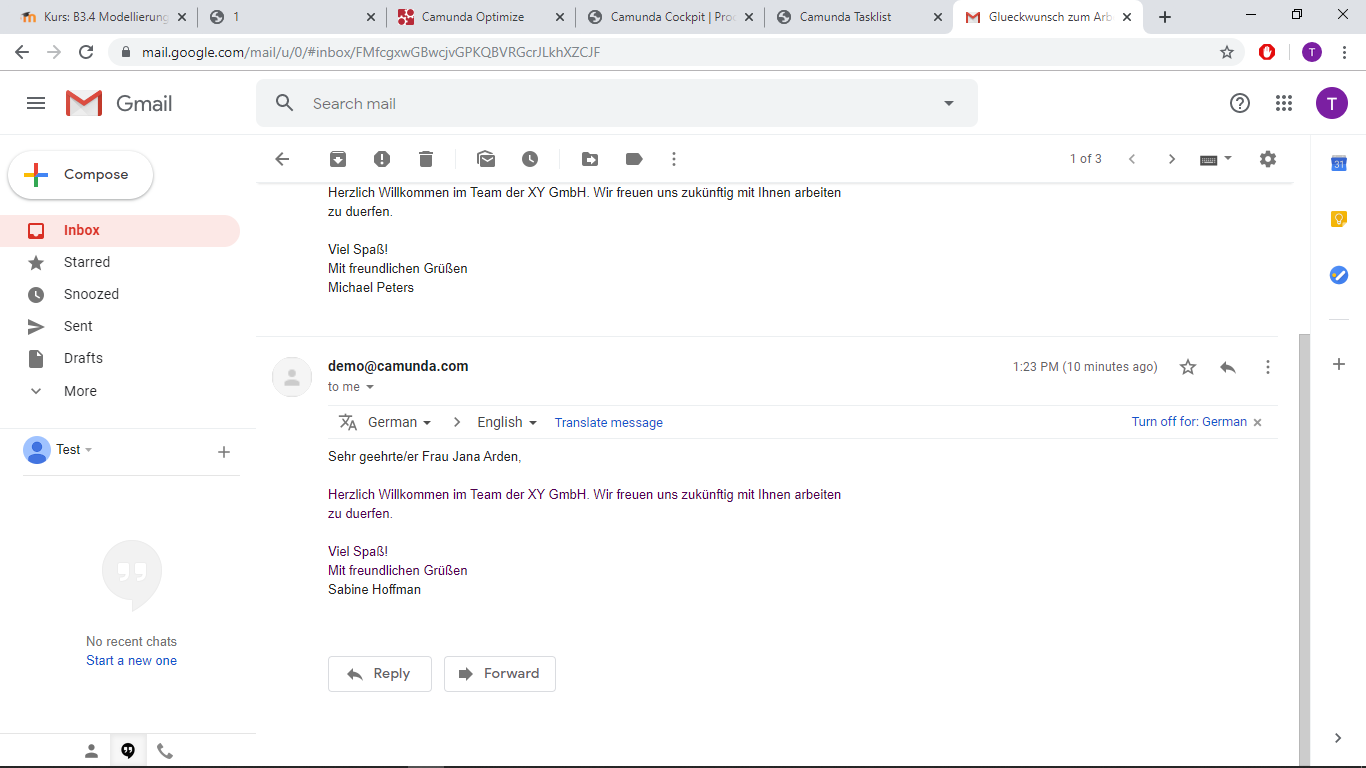 Kurs: B3.4 Modellierung
1
Camunda Optimize
Camunda Cockpit | Proc
Camunda Tasklist
Glueckwunsch zum Arb
mail.google.com/mail/u/0/#inbox/FMfcgxwGBwcjvGPKQBVRGcrJLkhXZCJF
T
Gmail
Search mail
T
Compose
1 of 3
31
Inbox
Starred
Snoozed
Sent
Drafts
More
Test
No recent chats
Start a new one
Herzlich Willkommen im Team der XY GmbH. Wir freuen uns zukünftig mit Ihnen arbeiten
zu duerfen.
Viel Spaß!
Mit freundlichen Grüßen
Michael Peters
demo@camunda.com
1:23 PM (10 minutes ago)
to me
German
English
Translate message
Turn off for: German
Sehr geehrte/er Frau Jana Arden,
Herzlich Willkommen im Team der XY GmbH. Wir freuen uns zukünftig mit Ihnen arbeiten
zu duerfen.
Viel Spaß!
Mit freundlichen Grüßen
Sabine Hoffman
Reply
Forward